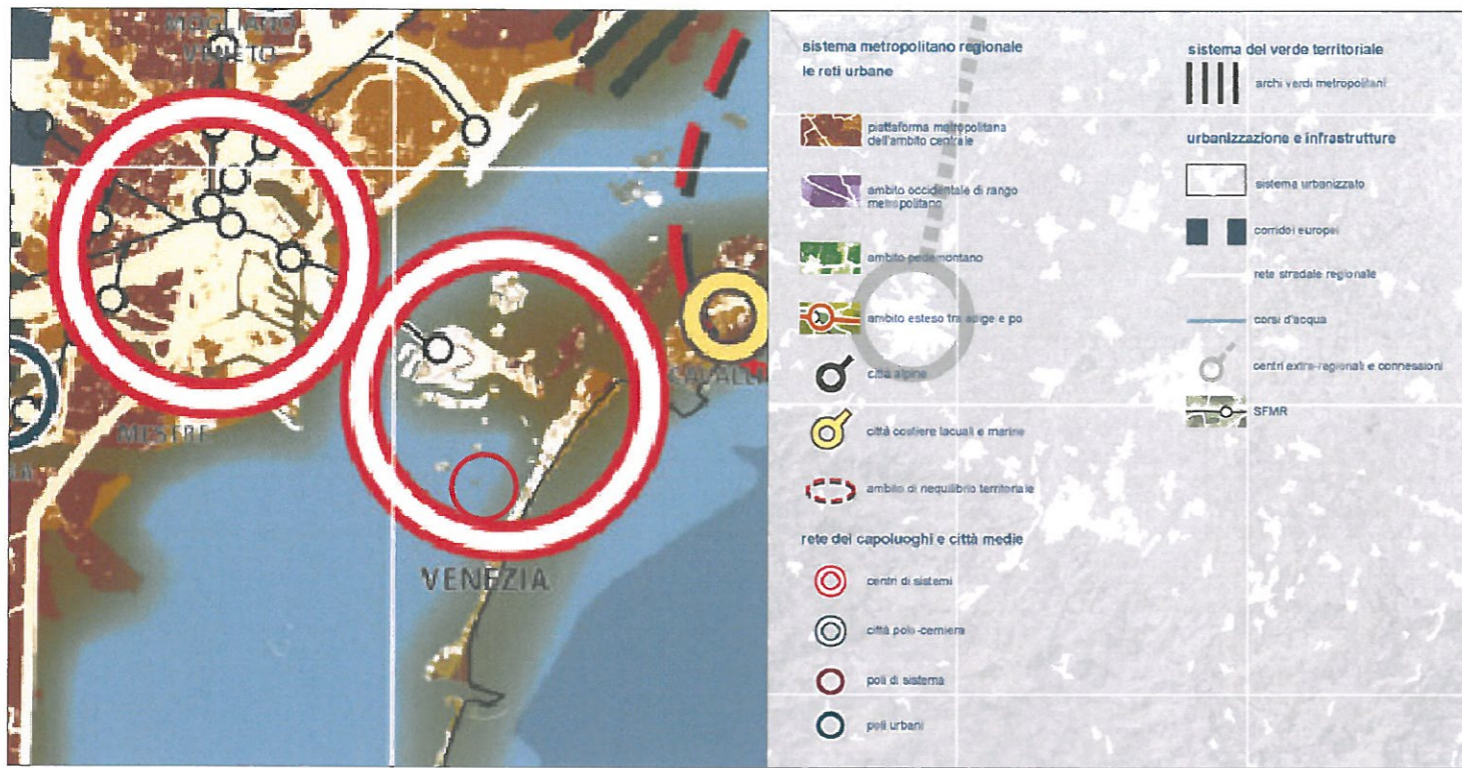 MOGLIANO
VENETO
MESTRE
CAVALLI
VENEZIA
sistema metropolitano regionale
le reti urbane
piattaforma metropolitana
dell'ambito centrale
ambito occidentale di rango
metropolitano
ambito pedemontano
ambito esteso tra adige e po
città alpine
città costiere lacuali e marine
ambito di riequilibrio territoriale
rete dei capoluoghi e città medie
centri di sistemi
città polo-cerniera
poli di sistema
poli urbani
sistema del verde territoriale
archi verdi metropolitani
urbanizzazione e infrastrutture
sistema urbanizzato
corridoi europei
rete stradale regionale
corsi d'acqua
centri extra-regionali e connessioni
SFMR